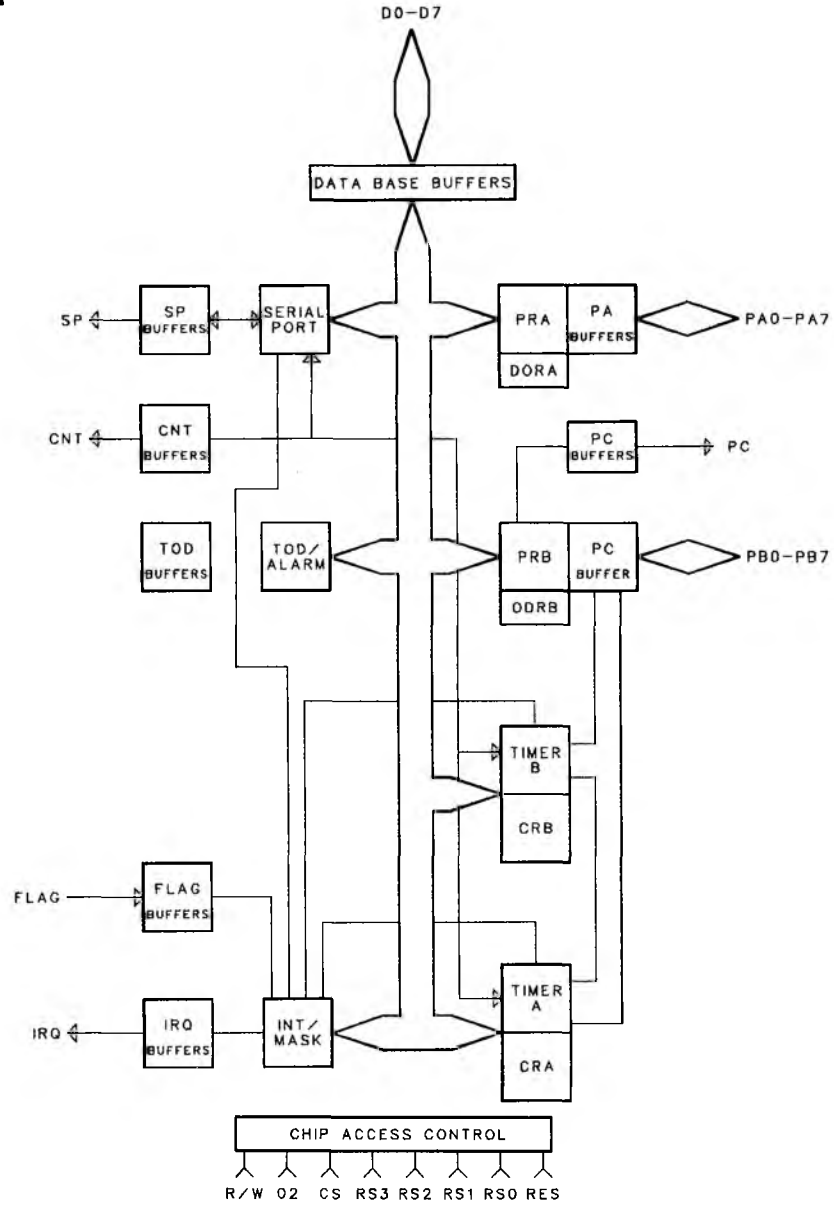 D0-D7
DATA BASE BUFFERS
SP
SP
BUFFERS
SERIAL
PORT
PRA
PA
BUFFERS
PA0-PA7
DORA
CNT
CNT
BUFFERS
PC
BUFFERS
PC
TOD
BUFFERS
TOD/
ALARM
PRB
PC
BUFFER
PB0-PB7
ODRB
TIMER
B
CRB
FLAG
FLAG
BUFFERS
TIMER
A
IRQ
IRQ
BUFFERS
INT/
MASK
CRA
CHIP ACCESS CONTROL
R/W O2 CS RS3 RS2 RS1 RS0 RES